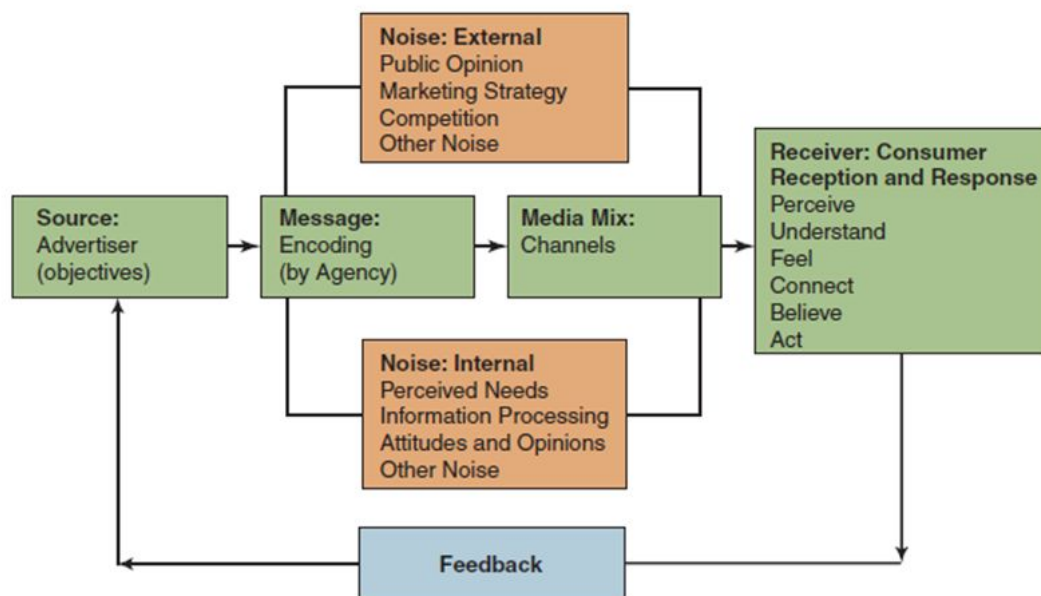 Noise: External
Public Opinion
Marketing Strategy
Competition
Other Noise
Source:
Advertiser
(objectives)
Message:
Encoding
(by Agency)
Media Mix:
Channels
Receiver: Consumer
Reception and Response
Perceive
Understand
Feel
Connect
Believe
Act
Noise: Internal
Perceived Needs
Information Processing
Attitudes and Opinions
Other Noise
Feedback